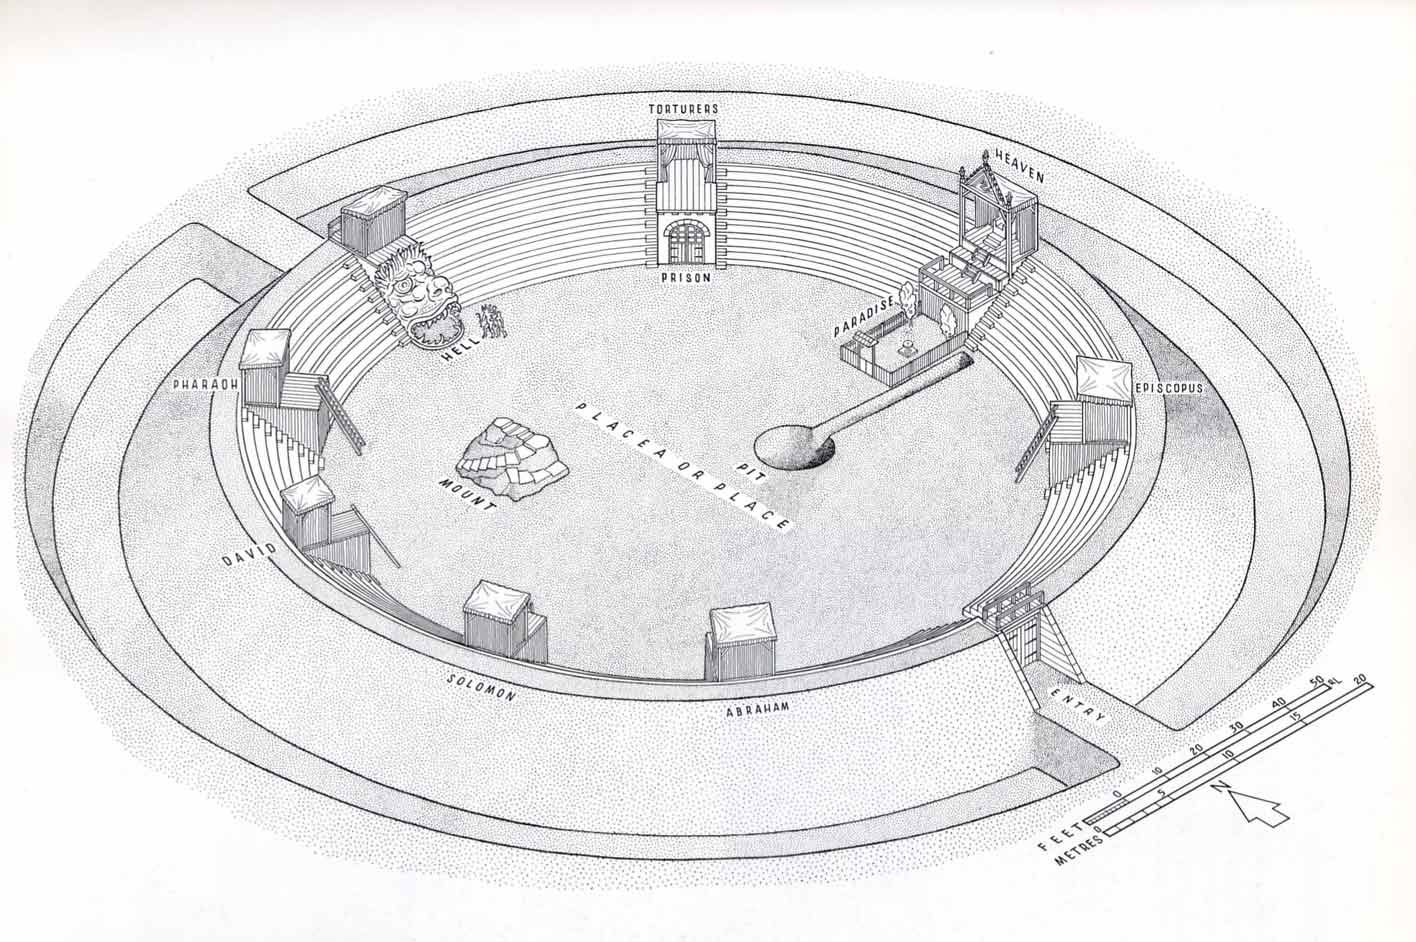 TORTURERS
HEAVEN
PRISON
PARADISE
HELL
PHARAOH
EPISCOPUS
PLACEA OR PLACE
PIT
MOUNT
DAVID
SOLOMON
ABRAHAM
ENTRY
FEET 0 10 20 30 40 50
METRES 0 5 10 15 20
N